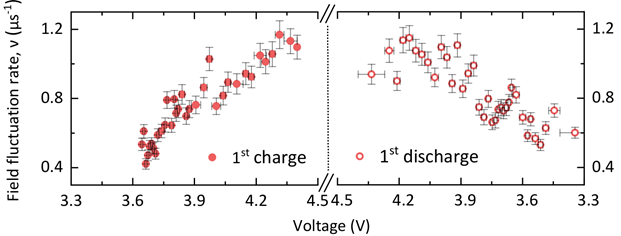 Field fluctuation rate, ν (μs⁻¹)
1.2
0.8
0.4
1st charge
1st discharge
1.2
0.8
0.4
3.3 3.6 3.9 4.2 4.5 4.5 4.2 3.9 3.6 3.3
Voltage (V)